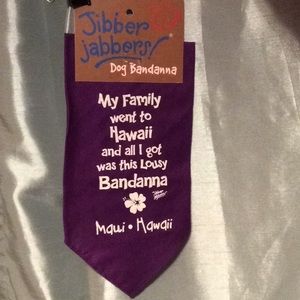 Jibber
jabbers!
Dog Bandanna
My Family
went to
Hawaii
and all I got
was this Lousy
Bandanna
Maui • Hawaii